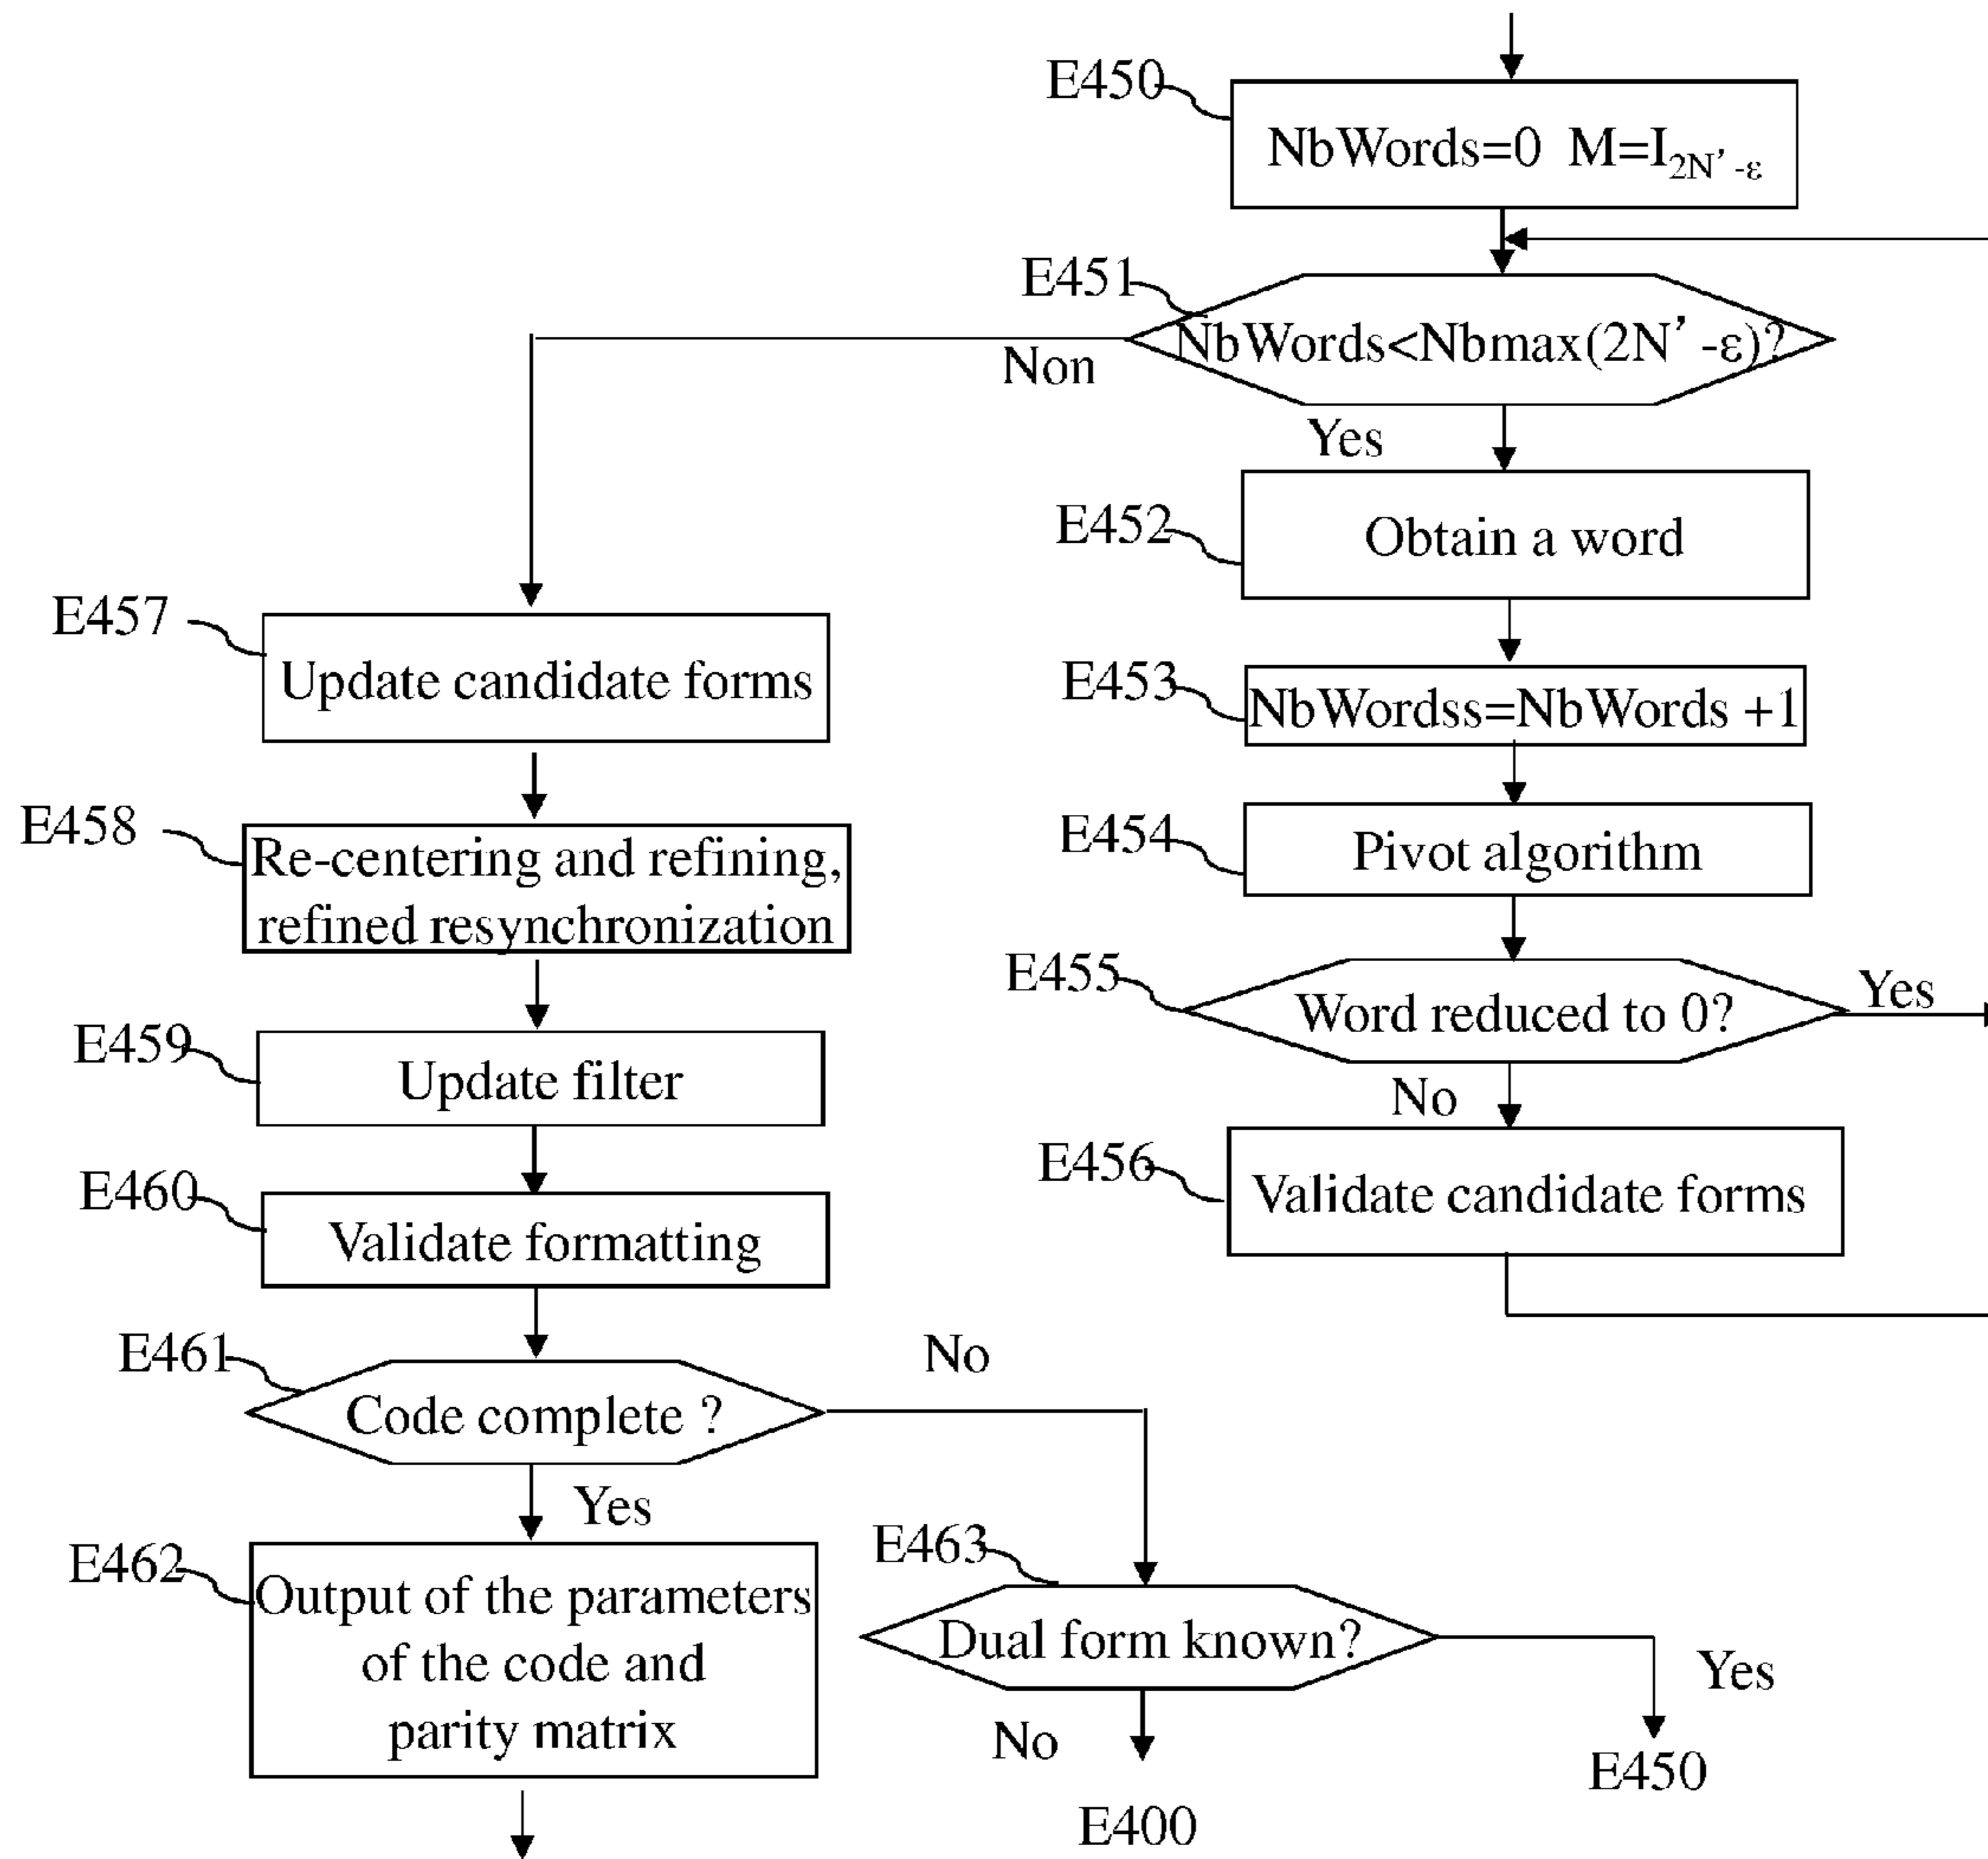 E450
NbWords=0 M=I2N'-ε
E451
NbWords<Nbmax(2N'-ε)?
Non
Yes
E452
Obtain a word
E453
NbWordss=NbWords +1
E454
Pivot algorithm
E455
Word reduced to 0?
Yes
No
E456
Validate candidate forms
E457
Update candidate forms
E458
Re-centering and refining,
refined resynchronization
E459
Update filter
E460
Validate formatting
E461
Code complete ?
No
Yes
E462
Output of the parameters
of the code and
parity matrix
E463
Dual form known?
Yes
No
E450
E400